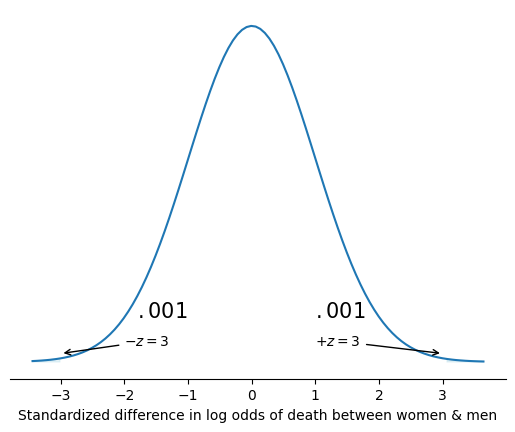 .001 .001
−z = 3 +z = 3
−3 −2 −1 0 1 2 3
Standardized difference in log odds of death between women & men